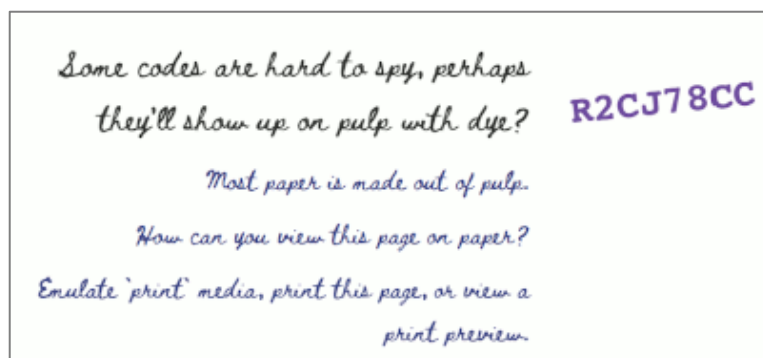 Some codes are hard to spy, perhaps
they'll show up on pulp with dye?
R2CJ78CC
Most paper is made out of pulp.
How can you view this page on paper?
Emulate `print` media, print this page, or view a
print preview.